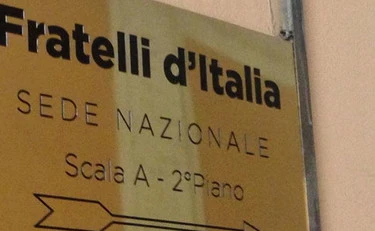 Fratelli d'Italia
SEDE NAZIONALE
Scala A - 2°Piano